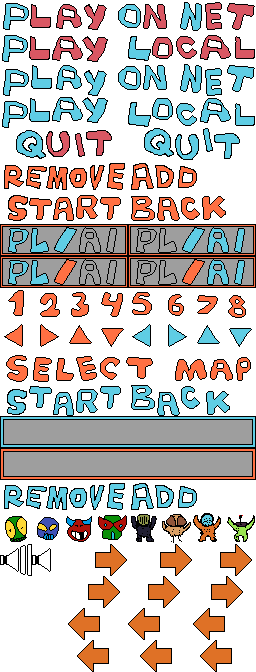 PLAY ON NET
PLAY LOCAL
PLAY ON NET
PLAY LOCAL
QUIT QUIT
REMOVE ADD
START BACK
PL/AI PL/AI
PL/AI PL/AI
1 2 3 4 5 6 7 8
SELECT MAP
START BACK
REMOVE ADD